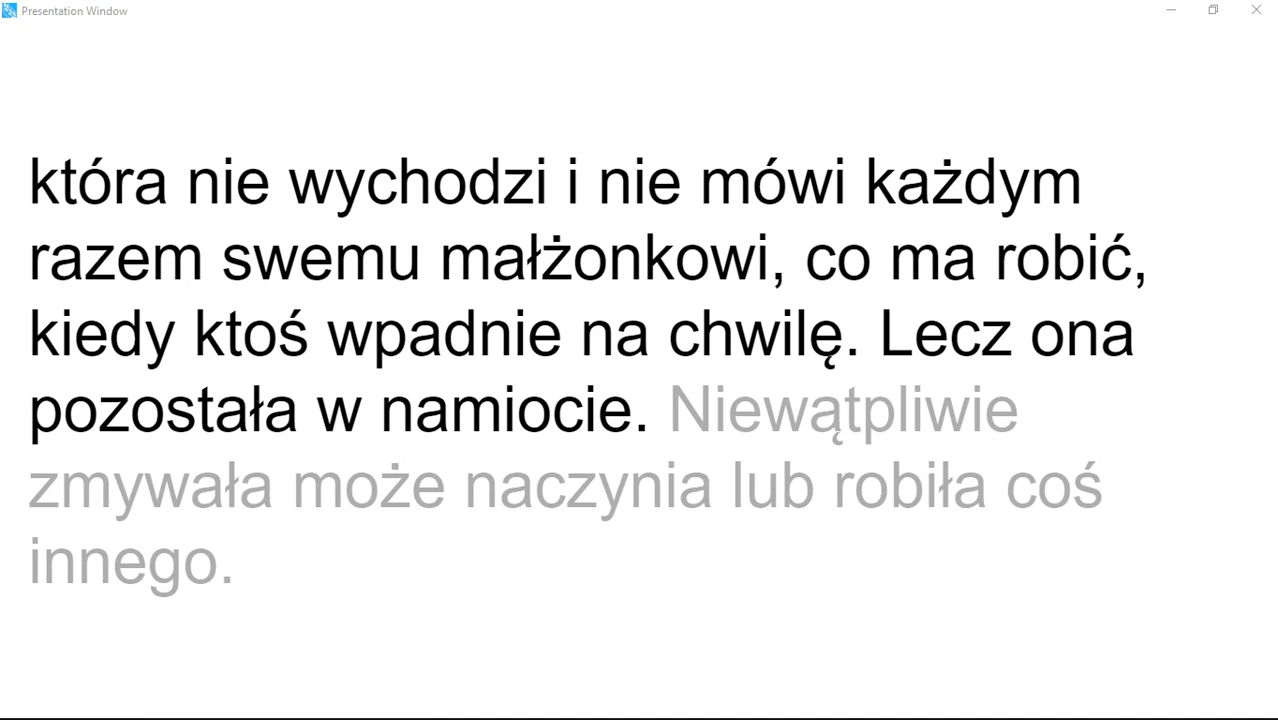 Presentation Window
która nie wychodzi i nie mówi każdym
razem swemu małżonkowi, co ma robić,
kiedy ktoś wpadnie na chwilę. Lecz ona
pozostała w namiocie. Niewątpliwie
zmywała może naczynia lub robiła coś
innego.